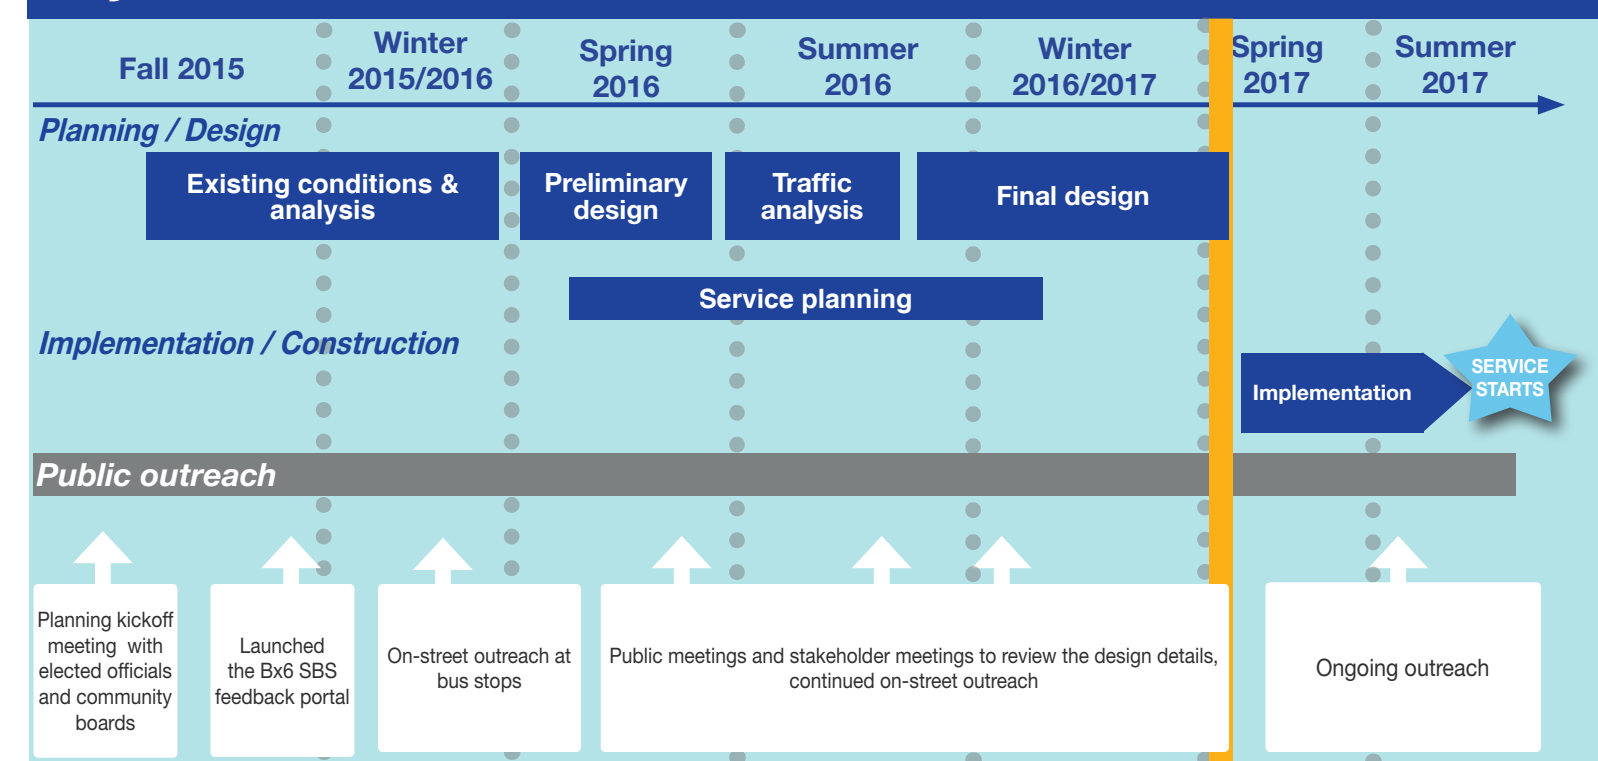 Fall 2015
Winter
2015/2016
Spring
2016
Summer
2016
Winter
2016/2017
Spring
2017
Summer
2017
Planning / Design
Existing conditions &
analysis
Preliminary
design
Traffic
analysis
Final design
Service planning
Implementation / Construction
Implementation
SERVICE
STARTS
Public outreach
Planning kickoff
meeting with
elected officials
and community
boards
Launched
the Bx6 SBS
feedback portal
On-street outreach at
bus stops
Public meetings and stakeholder meetings to review the design details,
continued on-street outreach
Ongoing outreach